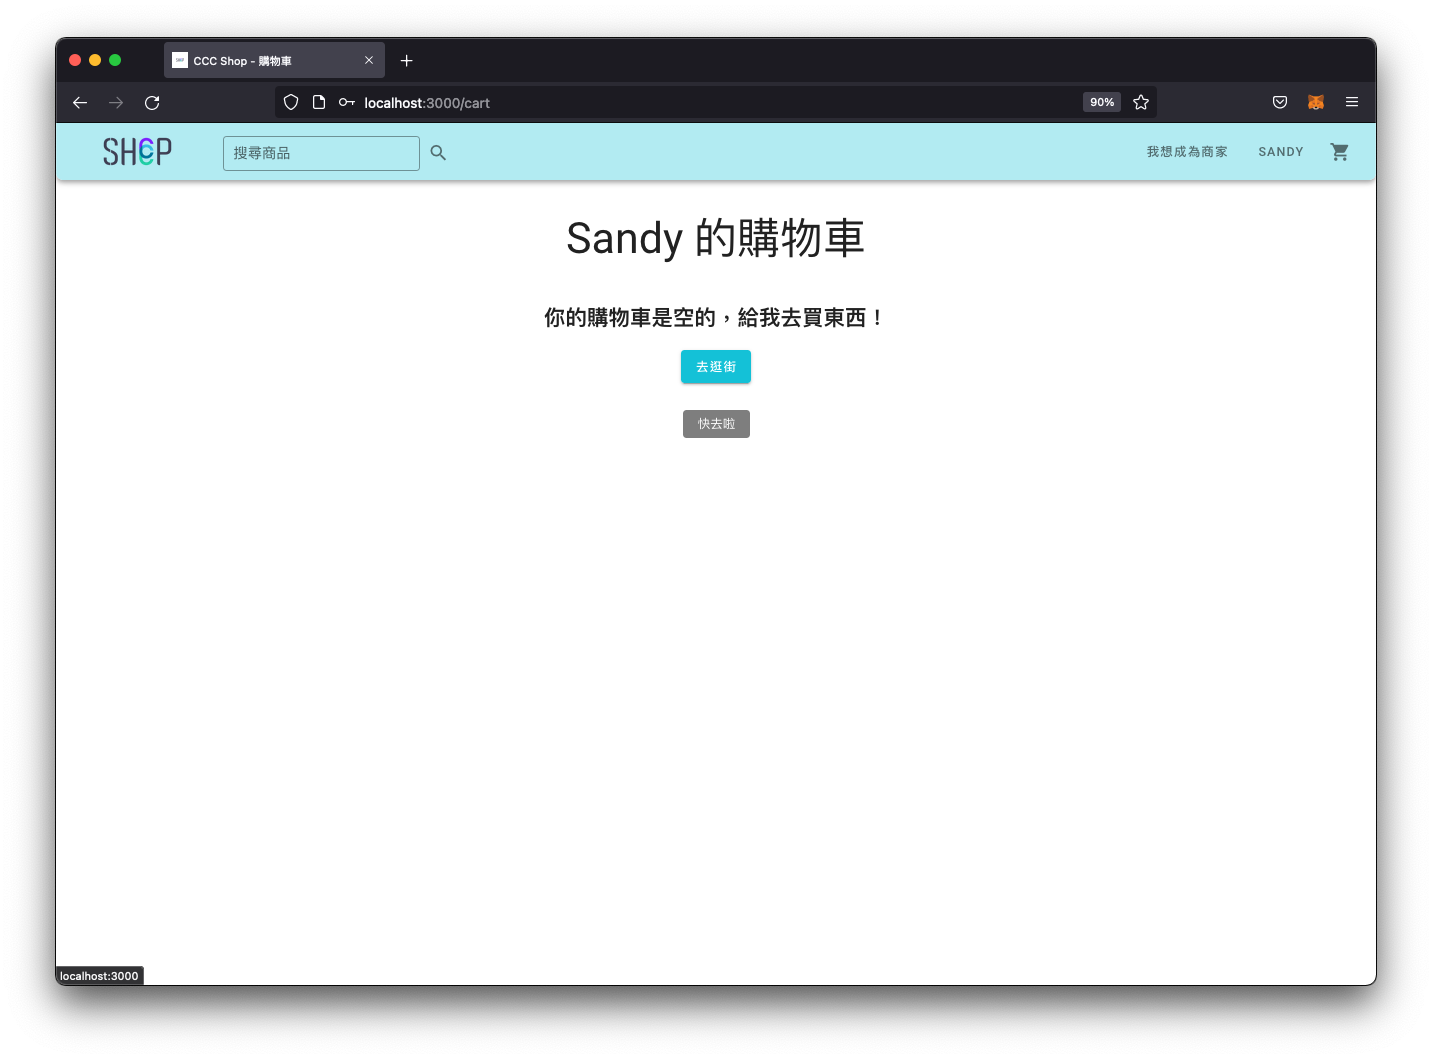 CCC Shop - 購物車
localhost:3000/cart
90%
SHCP
搜尋商品
我想成為商家
SANDY
Sandy 的購物車
你的購物車是空的，給我去買東西！
去逛街
快去啦
localhost:3000